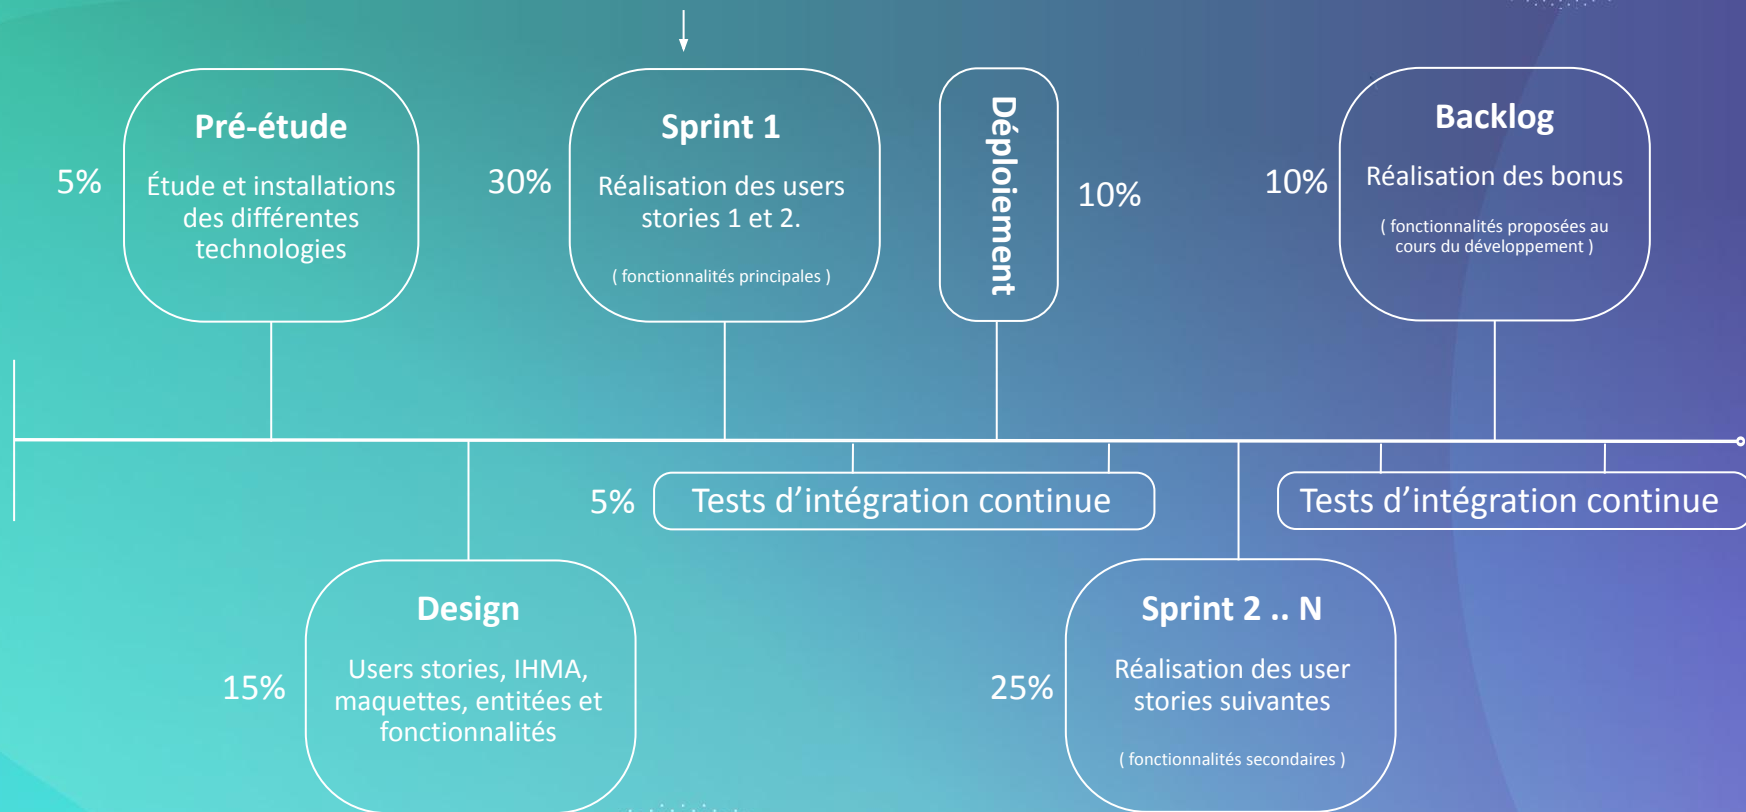 Pré-étude
5%
Étude et installations
des différentes
technologies
Sprint 1
30%
Réalisation des users
stories 1 et 2.
( fonctionnalités principales )
Déploiement
10%
Backlog
10%
Réalisation des bonus
( fonctionnalités proposées au
cours du développement )
5%
Tests d’intégration continue
Tests d’intégration continue
Design
15%
Users stories, IHMA,
maquettes, entitées et
fonctionnalités
Sprint 2 .. N
25%
Réalisation des user
stories suivantes
( fonctionnalités secondaires )